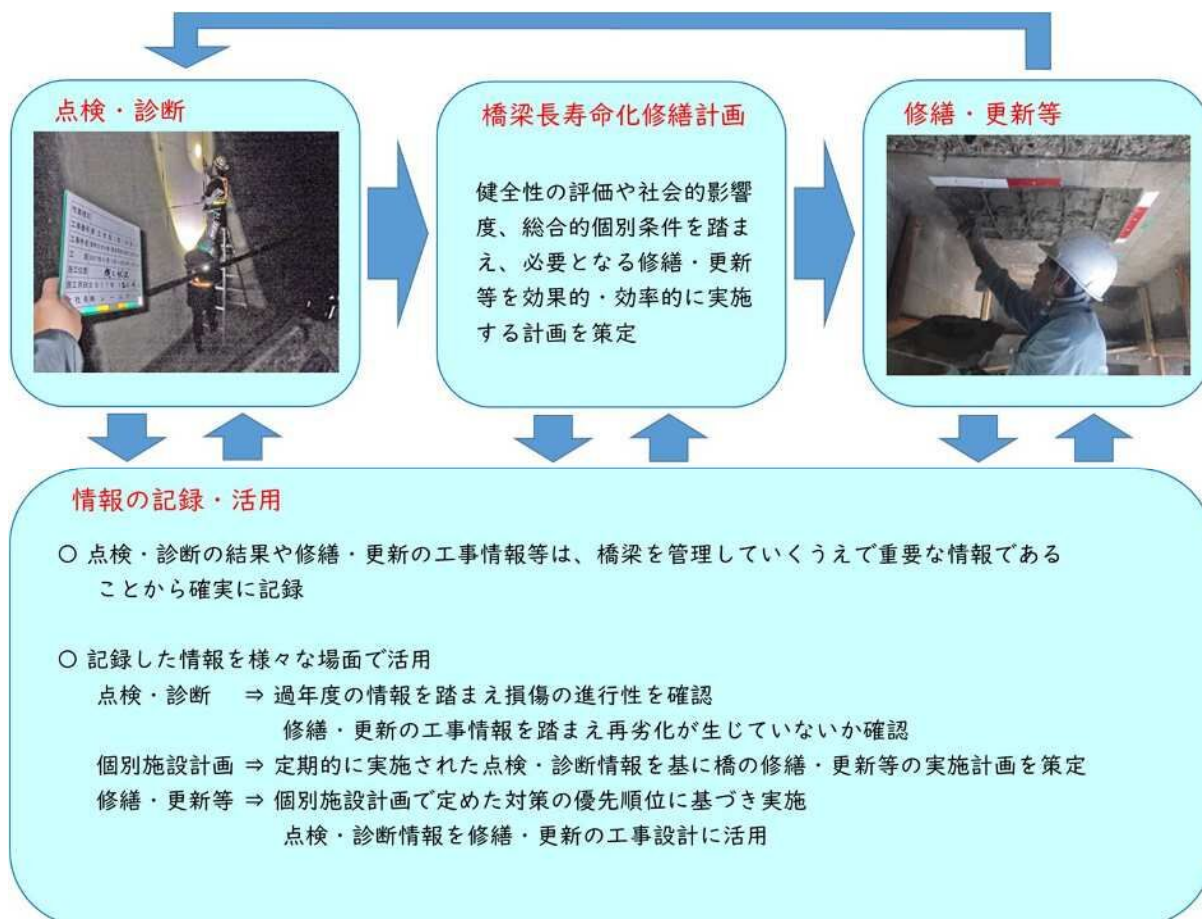 点検・診断
橋梁長寿命化修繕計画
健全性の評価や社会的影響
度、総合的個別条件を踏ま
え、必要となる修繕・更新
等を効果的・効率的に実施
する計画を策定
修繕・更新等
情報の記録・活用
〇 点検・診断の結果や修繕・更新の工事情報等は、橋梁を管理していくうえで重要な情報である
ことから確実に記録
〇 記録した情報を様々な場面で活用
点検・診断 ⇒ 過年度の情報を踏まえ損傷の進行性を確認
修繕・更新の工事情報を踏まえ再劣化が生じていないか確認
個別施設計画 ⇒ 定期的に実施された点検・診断情報を基に橋の修繕・更新等の実施計画を策定
修繕・更新等 ⇒ 個別施設計画で定めた対策の優先順位に基づき実施
点検・診断情報を修繕・更新の工事設計に活用